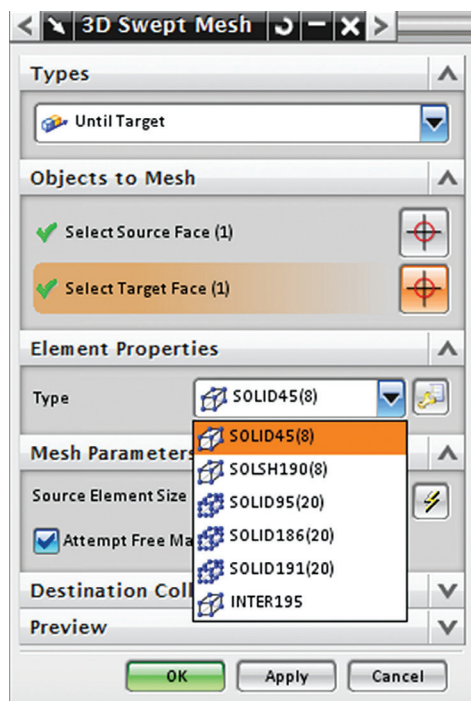 3D Swept Mesh
Types
Until Target
Objects to Mesh
Select Source Face (1)
Select Target Face (1)
Element Properties
Type
SOLID45(8)
SOLID45(8)
Mesh Parameters
SOLSH190(8)
Source Element Size
SOLID95(20)
Attempt Free Ma
SOLID186(20)
SOLID191(20)
Destination Coll
INTER195
Preview
OK Apply Cancel